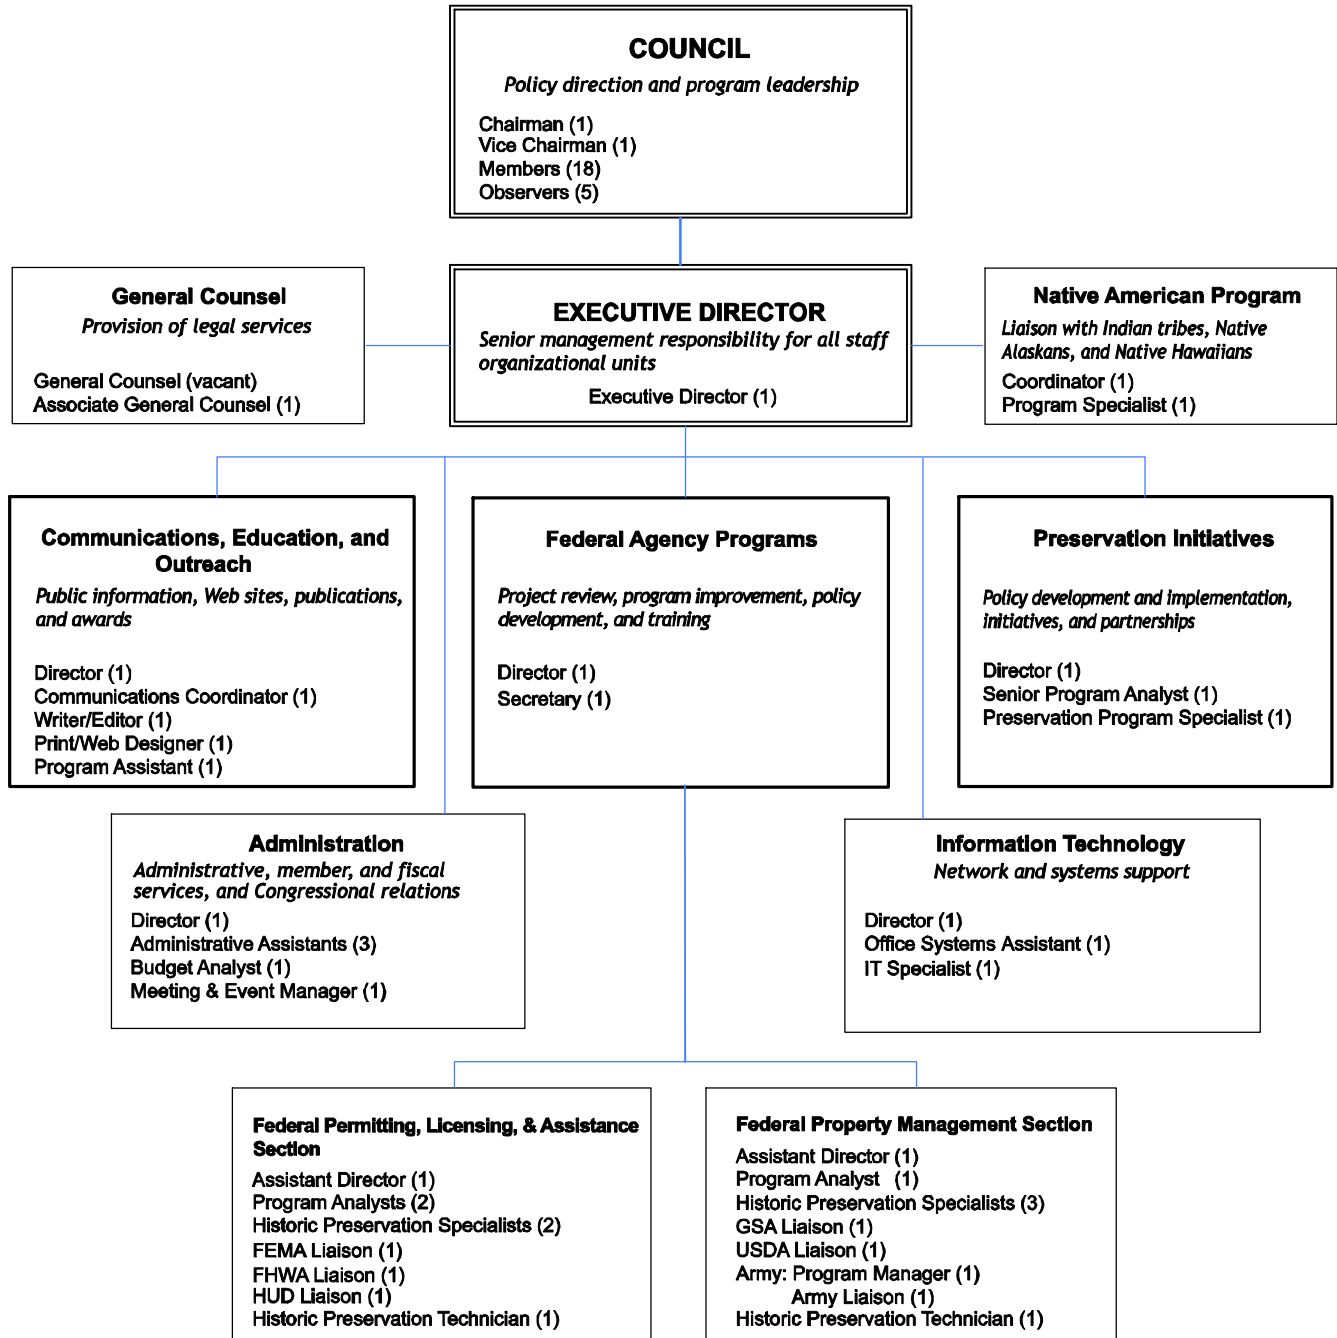 COUNCIL
Policy direction and program leadership
Chairman (1)
Vice Chairman (1)
Members (18)
Observers (5)
General Counsel
Provision of legal services
General Counsel (vacant)
Associate General Counsel (1)
EXECUTIVE DIRECTOR
Senior management responsibility for all staff
organizational units
Executive Director (1)
Native American Program
Liaison with Indian tribes, Native
Alaskans, and Native Hawaiians
Coordinator (1)
Program Specialist (1)
Communications, Education, and
Outreach
Public information, Web sites, publications,
and awards
Director (1)
Communications Coordinator (1)
Writer/Editor (1)
Print/Web Designer (1)
Program Assistant (1)
Federal Agency Programs
Project review, program improvement, policy
development, and training
Director (1)
Secretary (1)
Preservation Initiatives
Policy development and implementation,
initiatives, and partnerships
Director (1)
Senior Program Analyst (1)
Preservation Program Specialist (1)
Administration
Administrative, member, and fiscal
services, and Congressional relations
Director (1)
Administrative Assistants (3)
Budget Analyst (1)
Meeting & Event Manager (1)
Information Technology
Network and systems support
Director (1)
Office Systems Assistant (1)
IT Specialist (1)
Federal Permitting, Licensing, & Assistance
Section
Assistant Director (1)
Program Analysts (2)
Historic Preservation Specialists (2)
FEMA Liaison (1)
FHWA Liaison (1)
HUD Liaison (1)
Historic Preservation Technician (1)
Federal Property Management Section
Assistant Director (1)
Program Analyst (1)
Historic Preservation Specialists (3)
GSA Liaison (1)
USDA Liaison (1)
Army: Program Manager (1)
Army Liaison (1)
Historic Preservation Technician (1)